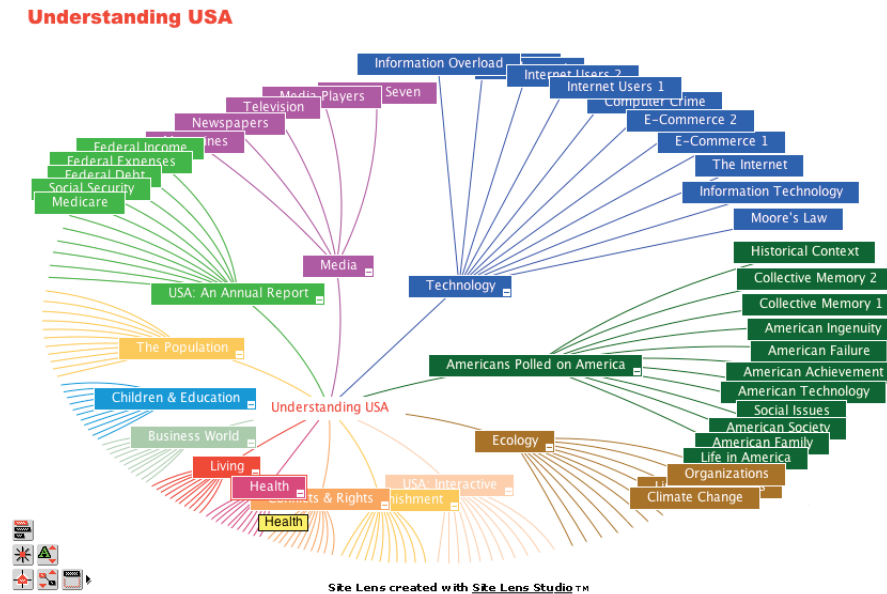 Understanding USA
Information Overload
Internet Users 2
Internet Users 1
Computer Crime
E-Commerce 2
E-Commerce 1
The Internet
Information Technology
Moore's Law
Seven
Media Players
Television
Newspapers
Federal Income
Federal Expenses
Federal Debt
Social Security
Medicare
Media
Technology
USA: An Annual Report
Historical Context
Collective Memory 2
Collective Memory 1
American Ingenuity
American Failure
American Achievement
American Technology
Social Issues
American Society
American Family
Life in America
The Population
Americans Polled on America
Children & Education
Understanding USA
Business World
Ecology
Living
Health
USA: Interactive
& Rights
Organizations
Climate Change
Health
Site Lens created with Site Lens Studio TM